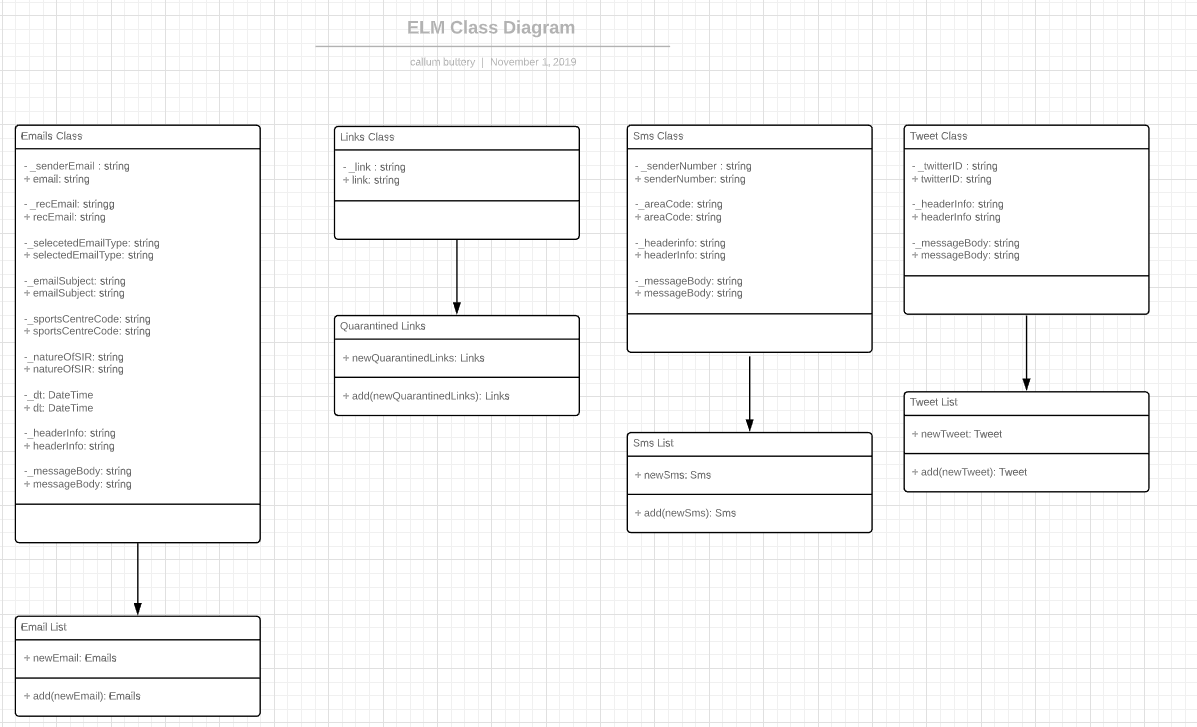 ELM Class Diagram
callum buttery | November 1, 2019
Emails Class
- _senderEmail : string
+ email: string
- _recEmail: stringg
+ recEmail: string
-_selecetedEmailType: string
+ selectedEmailType: string
-_emailSubject: string
+ emailSubject: string
-_sportsCentreCode: string
+ sportsCentreCode: string
-_natureOfSIR: string
+ natureOfSIR: string
-_dt: DateTime
+ dt: DateTime
-_headerInfo: string
+ headerInfo: string
-_messageBody: string
+ messageBody: string
Email List
+ newEmail: Emails
+ add(newEmail): Emails
Links Class
- _link : string
+ link: string
Quarantined Links
+ newQuarantinedLinks: Links
+ add(newQuarantinedLinks): Links
Sms Class
- _senderNumber : string
+ senderNumber: string
-_areaCode: string
+ areaCode: string
-_headerinfo: string
+ headerInfo: string
-_messageBody: string
+ messageBody: string
Sms List
+ newSms: Sms
+ add(newSms): Sms
Tweet Class
- _twitterID : string
+ twitterID: string
-_headerInfo: string
+ headerInfo string
-_messageBody: string
+ messageBody: string
Tweet List
+ newTweet: Tweet
+ add(newTweet): Tweet